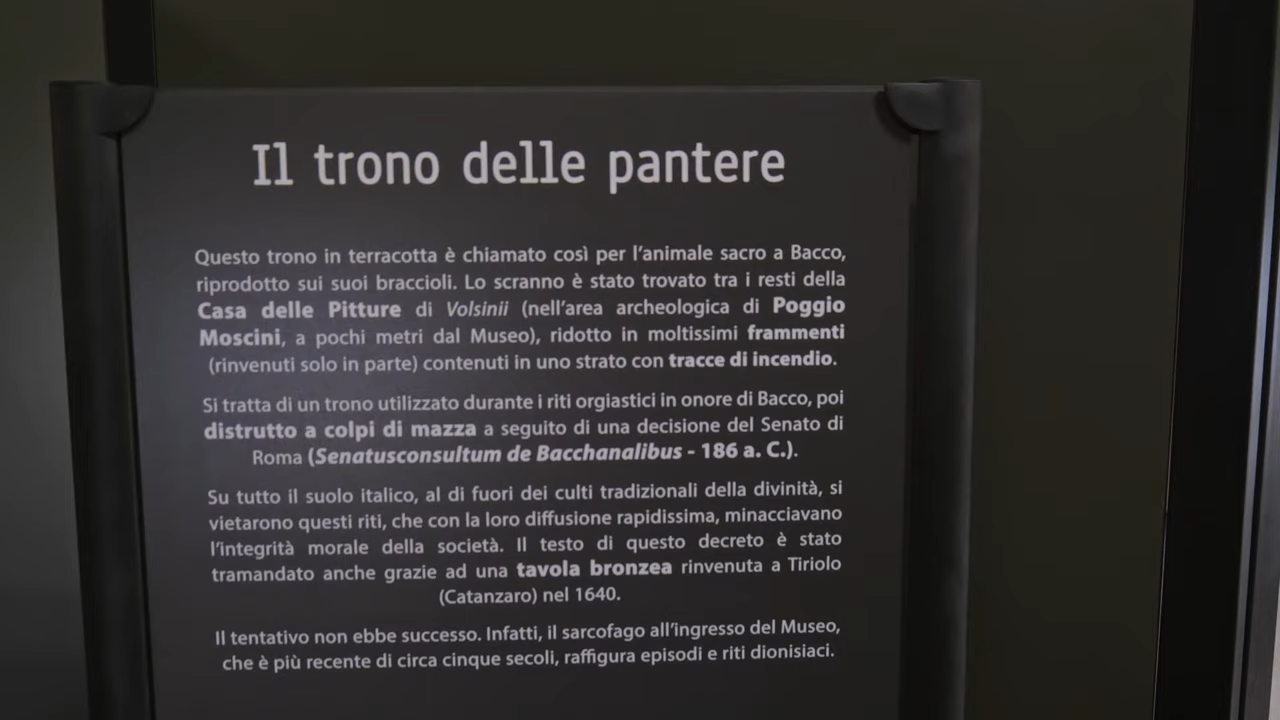 Il trono delle pantere
Questo trono in terracotta è chiamato così per l'animale sacro a Bacco,
riprodotto sui suoi braccioli. Lo scranno è stato trovato tra i resti della
Casa delle Pitture di Volsinii (nell'area archeologica di Poggio
Moscini, a pochi metri dal Museo), ridotto in moltissimi frammenti
(rinvenuti solo in parte) contenuti in uno strato con tracce di incendio.
Si tratta di un trono utilizzato durante i riti orgiastici in onore di Bacco, poi
distrutto a colpi di mazza a seguito di una decisione del Senato di
Roma (Senatusconsultum de Bacchanalibus - 186 a. C.).
Su tutto il suolo italico, al di fuori dei culti tradizionali della divinità, si
vietarono questi riti, che con la loro diffusione rapidissima, minacciavano
l'integrità morale della società. Il testo di questo decreto è stato
tramandato anche grazie ad una tavola bronzea rinvenuta a Tiriolo
(Catanzaro) nel 1640.
Il tentativo non ebbe successo. Infatti, il sarcofago all'ingresso del Museo,
che è più recente di circa cinque secoli, raffigura episodi e riti dionisiaci.